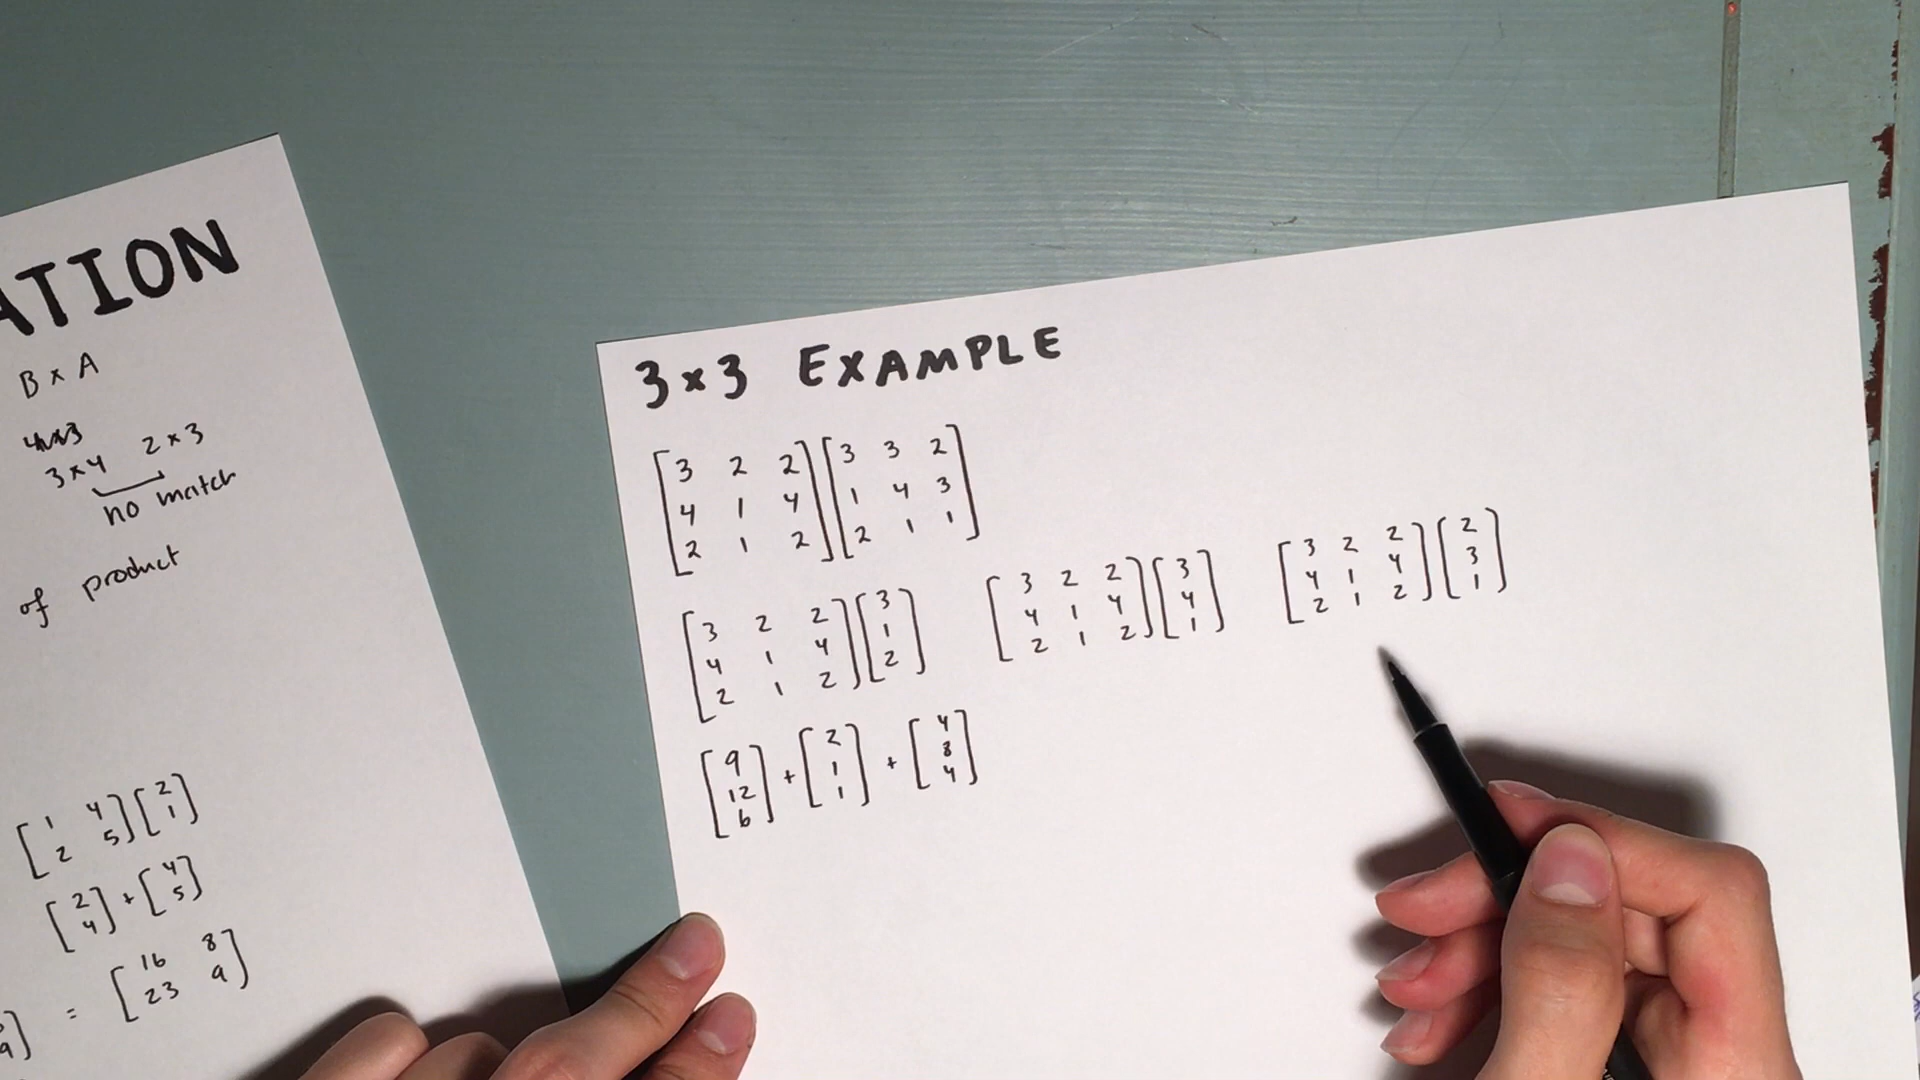 ATION
B x A
4x3
3x4 2x3
no match
of product
[1 4] [2]
[2 5] [1]
[2] + [4]
[4] [5]
= [16 8]
[23 9]
9]
3x3 EXAMPLE
[3 2 2] [3 3 2]
[4 1 4] [1 4 3]
[2 1 2] [2 1 1]
[3 2 2] [3] [3 2 2] [3] [3 2 2] [2]
[4 1 4] [1] [4 1 4] [4] [4 1 4] [3]
[2 1 2] [2] [2 1 2] [1] [2 1 2] [1]
[9] + [2] + [4]
[12] [1] [8]
[6] [1] [4]